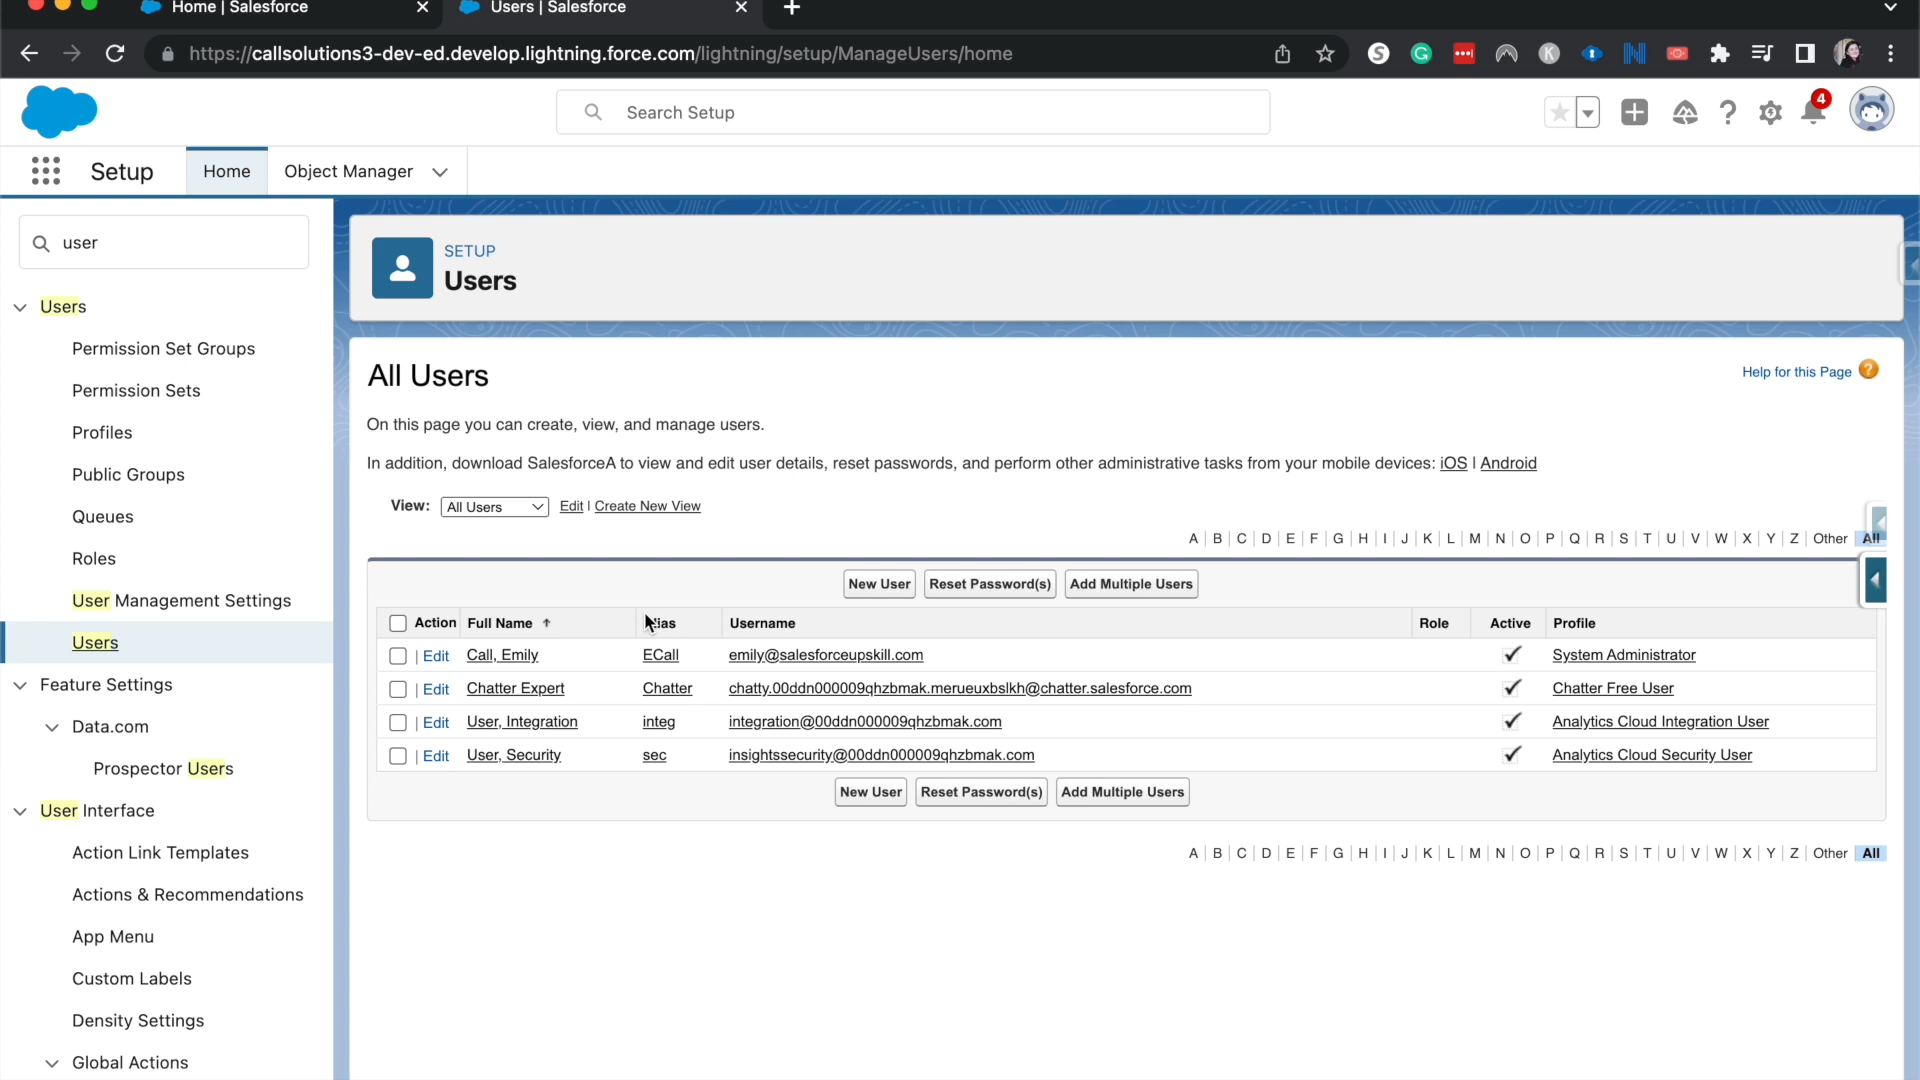 Home | Salesforce
Users | Salesforce
https://callsolutions3-dev-ed.develop.lightning.force.com/lightning/setup/ManageUsers/home
Search Setup
4
Setup
Home
Object Manager
user
Users
Permission Set Groups
Permission Sets
Profiles
Public Groups
Queues
Roles
User Management Settings
Users
Feature Settings
Data.com
Prospector Users
User Interface
Action Link Templates
Actions & Recommendations
App Menu
Custom Labels
Density Settings
Global Actions
SETUP
Users
All Users
Help for this Page ?
On this page you can create, view, and manage users.
In addition, download SalesforceA to view and edit user details, reset passwords, and perform other administrative tasks from your mobile devices: iOS | Android
View: All Users Edit | Create New View
A | B | C | D | E | F | G | H | I | J | K | L | M | N | O | P | Q | R | S | T | U | V | W | X | Y | Z | Other All
New User Reset Password(s) Add Multiple Users
Action Full Name ↑ ias Username Role Active Profile
| Edit Call, Emily ECall emily@salesforceupskill.com ✓ System Administrator
| Edit Chatter Expert Chatter chatty.00ddn000009qhzbmak.merueuxbslkh@chatter.salesforce.com ✓ Chatter Free User
| Edit User, Integration integ integration@00ddn000009qhzbmak.com ✓ Analytics Cloud Integration User
| Edit User, Security sec insightssecurity@00ddn000009qhzbmak.com ✓ Analytics Cloud Security User
New User Reset Password(s) Add Multiple Users
A | B | C | D | E | F | G | H | I | J | K | L | M | N | O | P | Q | R | S | T | U | V | W | X | Y | Z | Other All